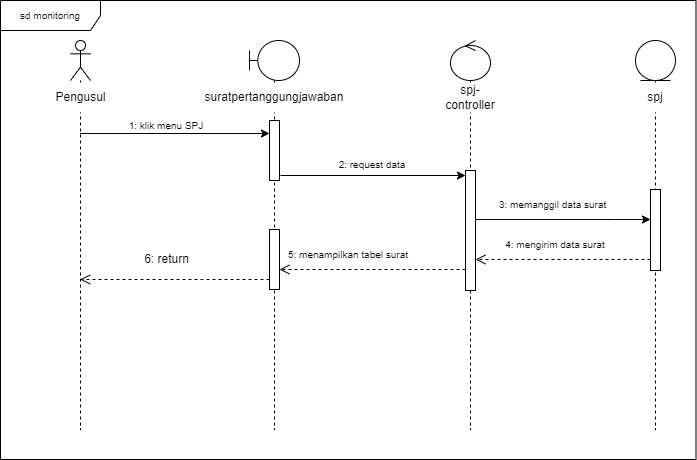 sd monitoring
Pengusul
suratpertanggungjawaban
spj-
controller
spj
1: klik menu SPJ
2: request data
3: memanggil data surat
4: mengirim data surat
5: menampilkan tabel surat
6: return